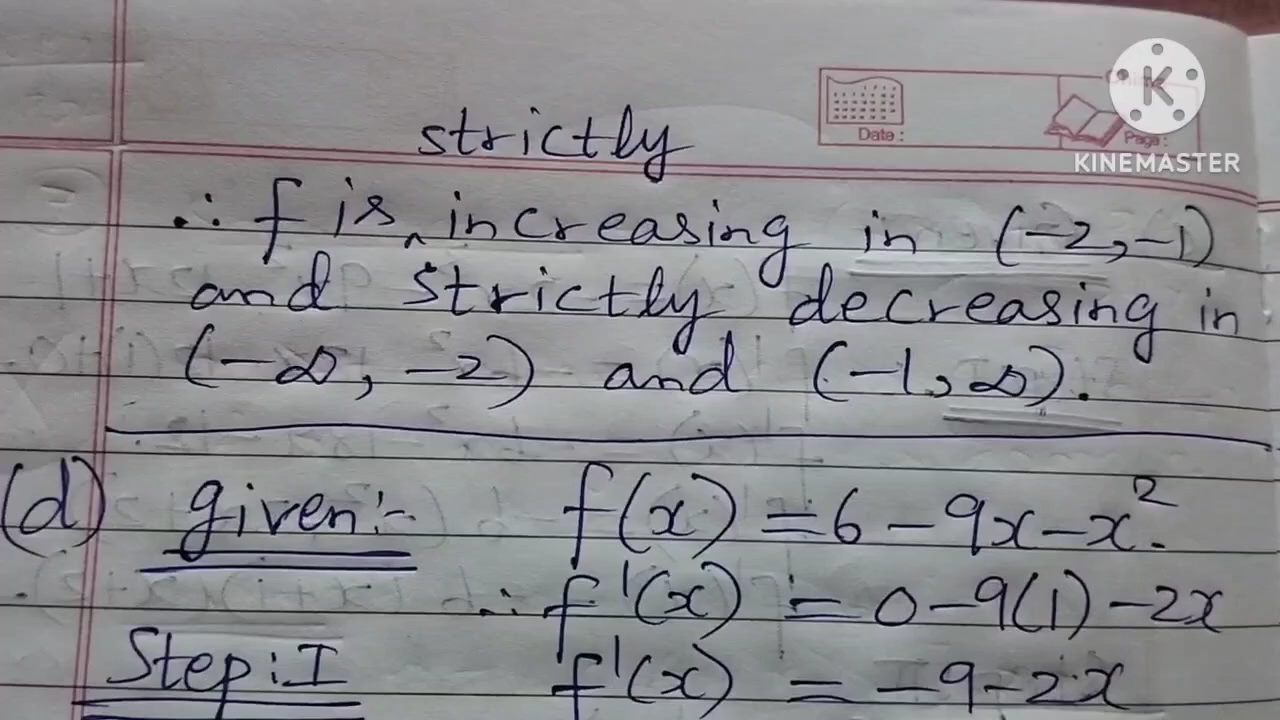 Date :
Page :
KINEMASTER
strictly
∴ f is ‸ increasing in (-2, -1)
and strictly decreasing in
(-∞, -2) and (-1, ∞).
(d) given:- f(x) = 6 - 9x - x².
∴ f'(x) = 0 - 9(1) - 2x
Step: I f'(x) = -9 - 2x